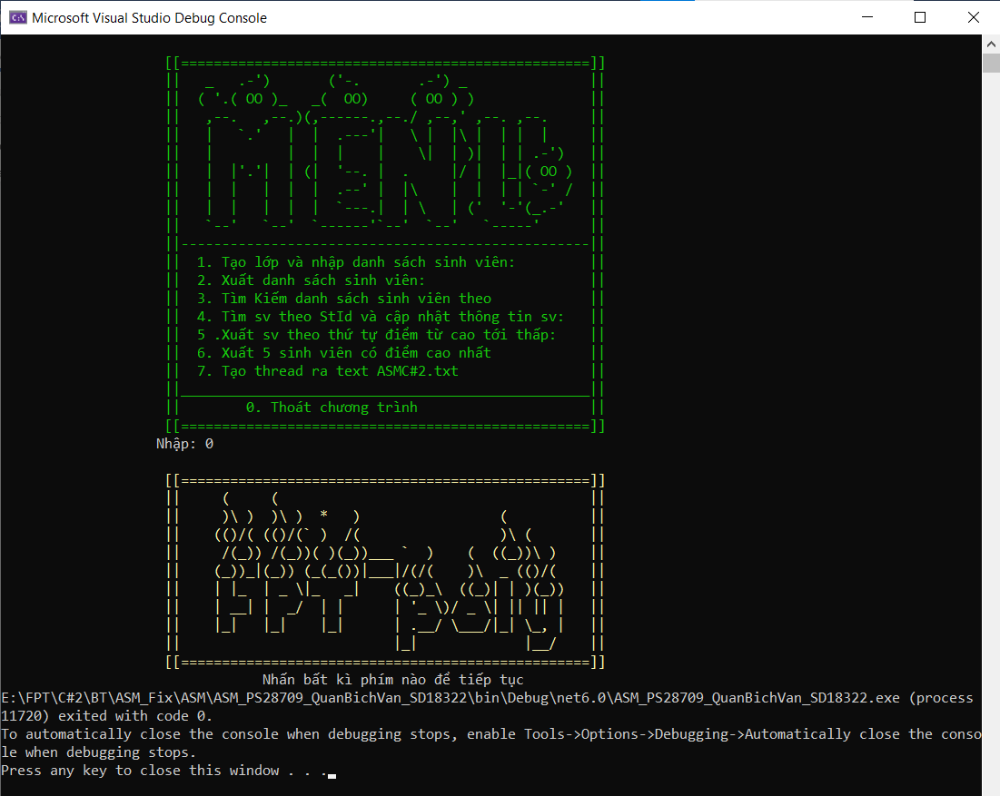 Microsoft Visual Studio Debug Console
MENU
1. Tạo lớp và nhập danh sách sinh viên:
2. Xuất danh sách sinh viên:
3. Tìm Kiếm danh sách sinh viên theo
4. Tìm sv theo StId và cập nhật thông tin sv:
5 .Xuất sv theo thứ tự điểm từ cao tới thấp:
6. Xuất 5 sinh viên có điểm cao nhất
7. Tạo thread ra text ASMC#2.txt
0. Thoát chương trình
Nhập: 0
FPT poly
Nhấn bất kì phím nào để tiếp tục
E:\FPT\C#2\BT\ASM_Fix\ASM\ASM_PS28709_QuanBichVan_SD18322\bin\Debug\net6.0\ASM_PS28709_QuanBichVan_SD18322.exe (process
11720) exited with code 0.
To automatically close the console when debugging stops, enable Tools->Options->Debugging->Automatically close the conso
le when debugging stops.
Press any key to close this window . . .